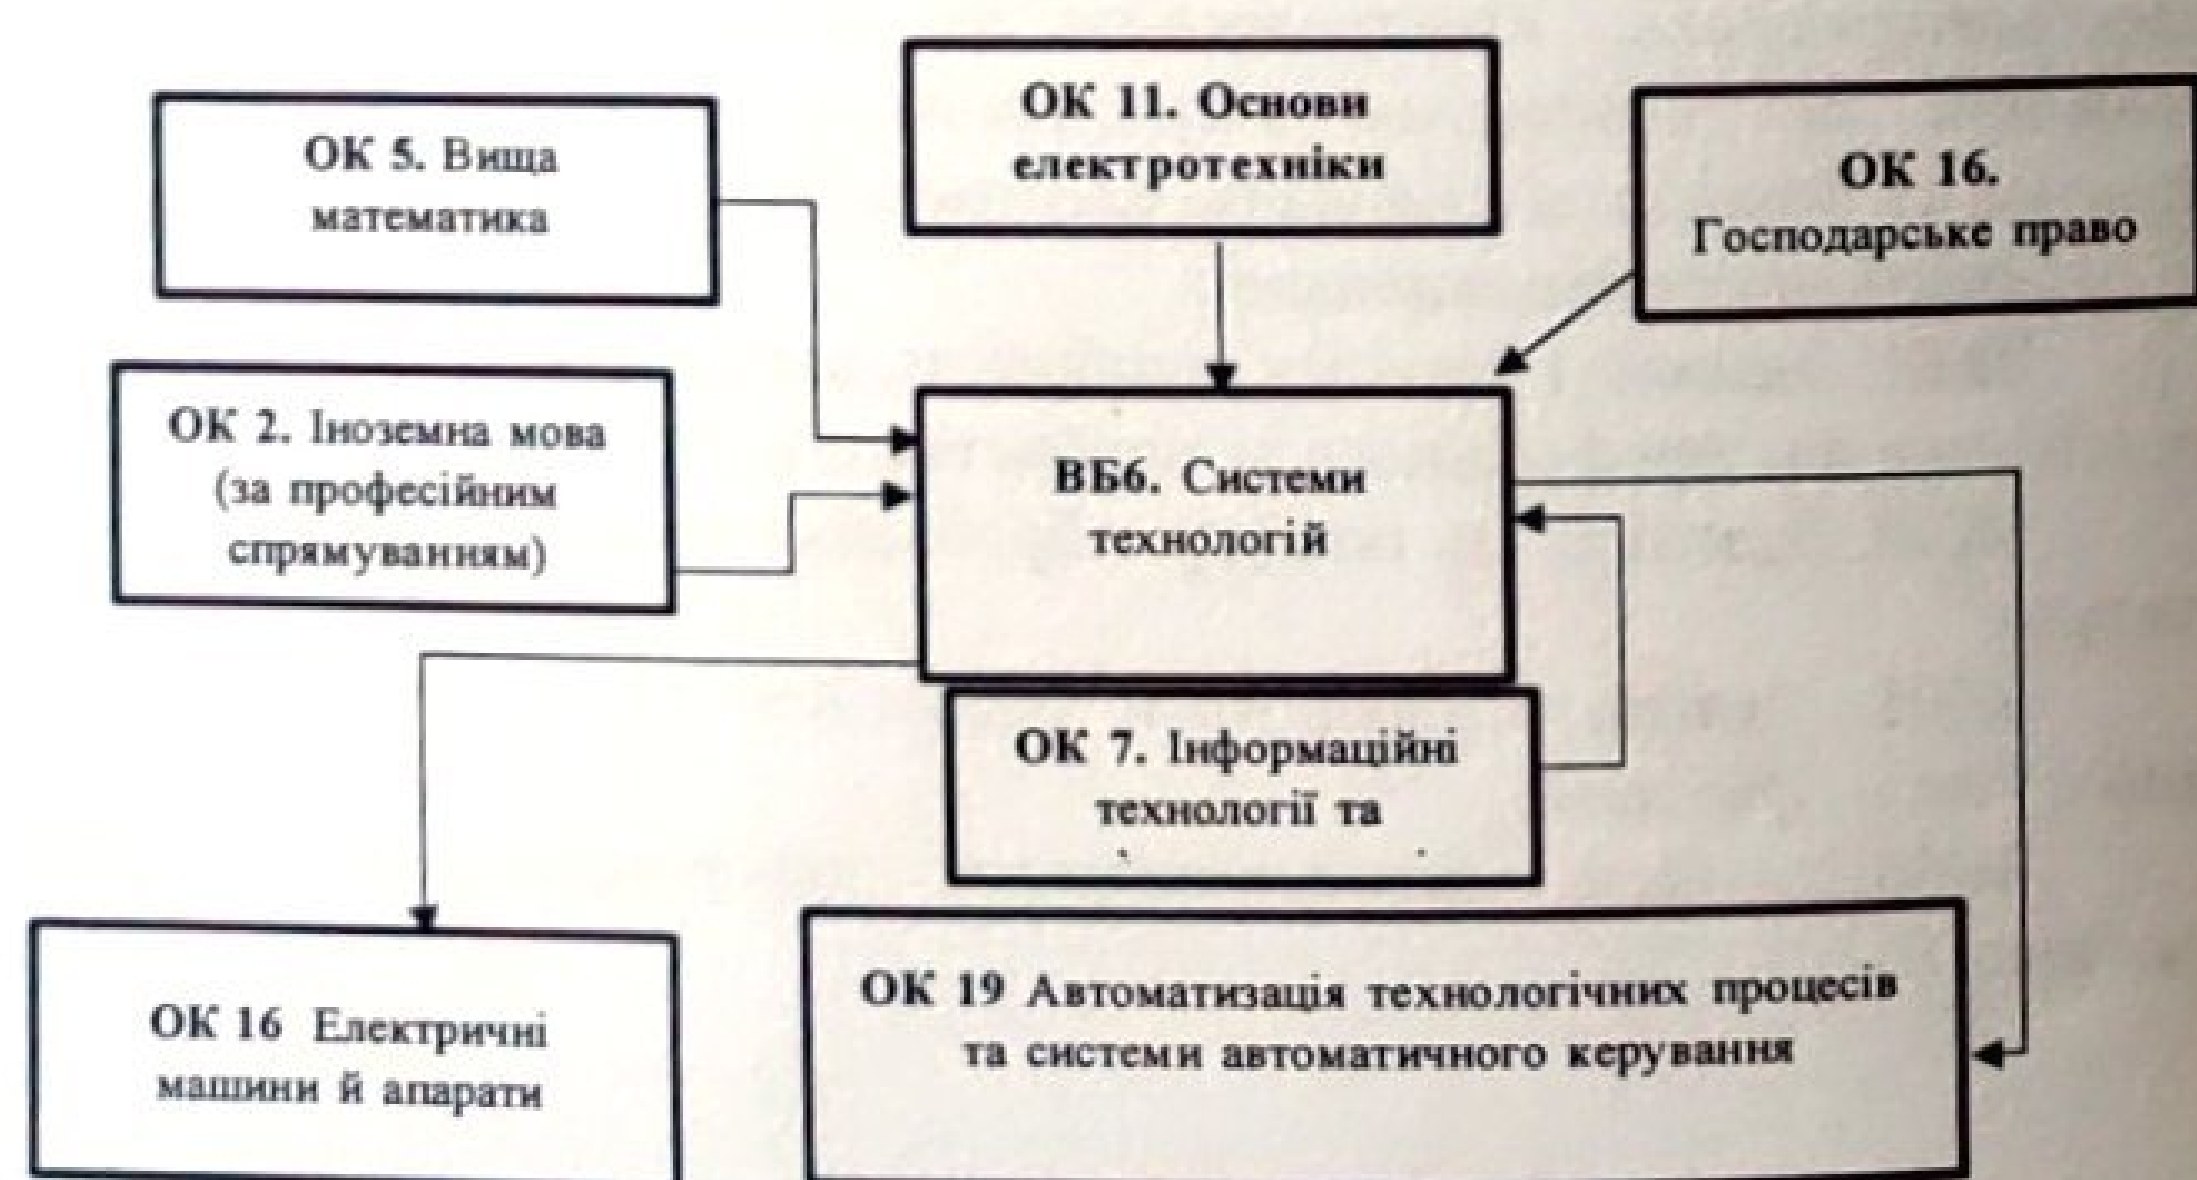 ОК 11. Основи
електротехніки
ОК 5. Вища
математика
ОК 16.
Господарське право
ОК 2. Іноземна мова
(за професійним
спрямуванням)
ВБ6. Системи
технологій
ОК 7. Інформаційні
технології та
ОК 16 Електричні
машини й апарати
ОК 19 Автоматизація технологічних процесів
та системи автоматичного керування